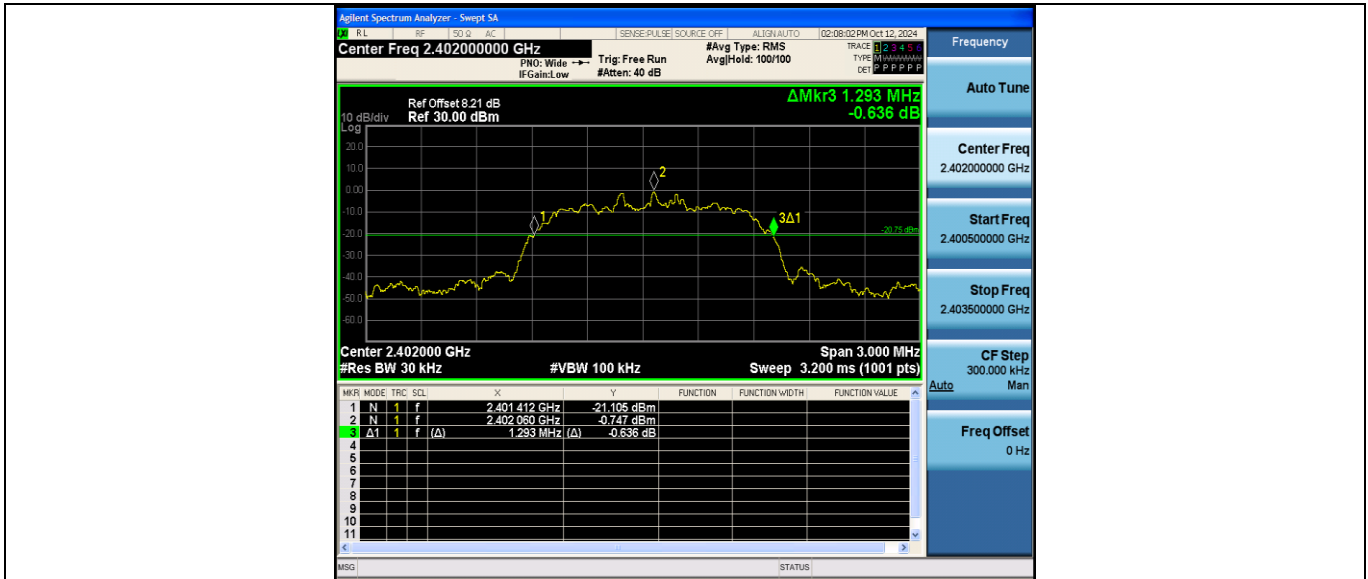 Agilent Spectrum Analyzer - Swept SA
LXI RL RF 50 Ω AC SENSE:PULSE SOURCE OFF ALIGN AUTO 02:08:02 PM Oct 12, 2024
Center Freq 2.402000000 GHz #Avg Type: RMS TRACE 1 2 3 4 5 6
PNO: Wide Trig: Free Run Avg|Hold: 100/100 TYPE M WWWWW
IFGain:Low #Atten: 40 dB DET P P P P P P
Frequency
Auto Tune
Center Freq
2.402000000 GHz
Start Freq
2.400500000 GHz
Stop Freq
2.403500000 GHz
CF Step
300.000 kHz
Auto Man
Freq Offset
0 Hz
ΔMkr3 1.293 MHz
-0.636 dB
Ref Offset 8.21 dB
10 dB/div Ref 30.00 dBm
Log
20.0
10.0
0.00
-10.0
-20.0
-30.0
-40.0
-50.0
-60.0
1
2
3Δ1
-20.75 dBm
Center 2.402000 GHz Span 3.000 MHz
#Res BW 30 kHz #VBW 100 kHz Sweep 3.200 ms (1001 pts)
MKR MODE TRC SCL X Y FUNCTION FUNCTION WIDTH FUNCTION VALUE
1 N 1 f 2.401 412 GHz -21.105 dBm
2 N 1 f 2.402 060 GHz -0.747 dBm
3 Δ1 1 f (Δ) 1.293 MHz (Δ) -0.636 dB
4
5
6
7
8
9
10
11
MSG STATUS